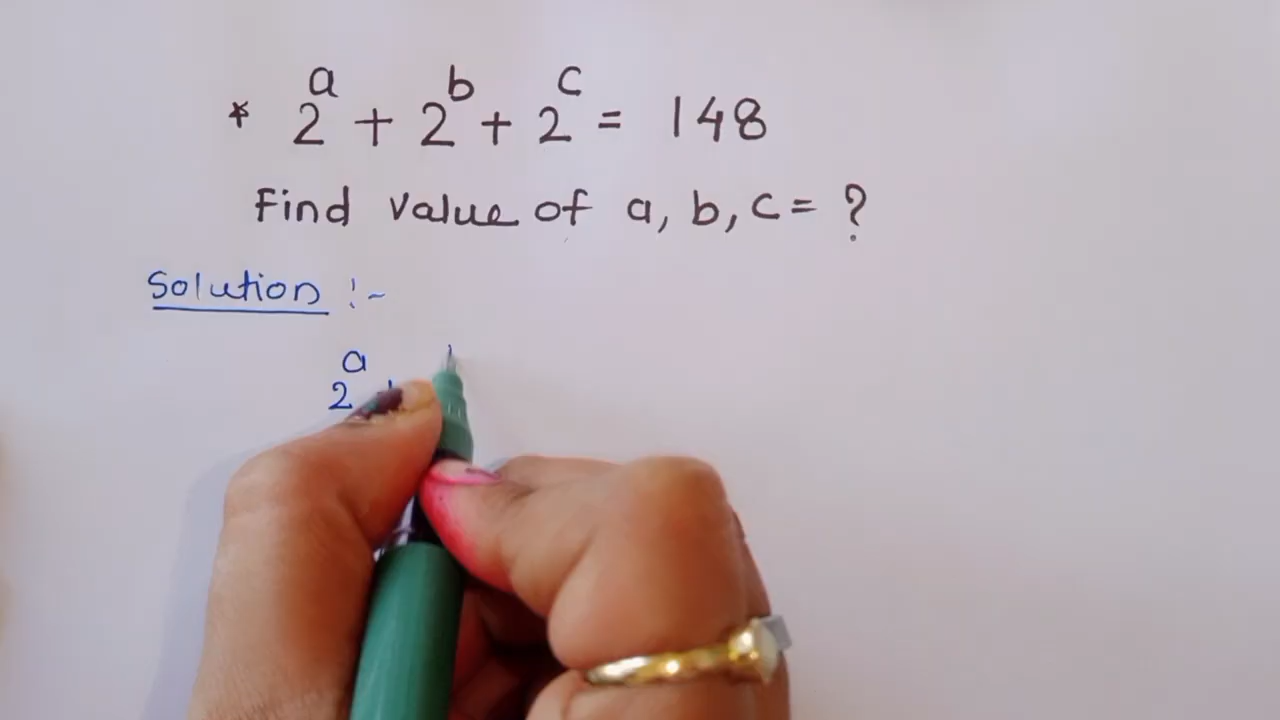 * 2^a + 2^b + 2^c = 148
Find value of a, b, c = ?
Solution :-
2^a